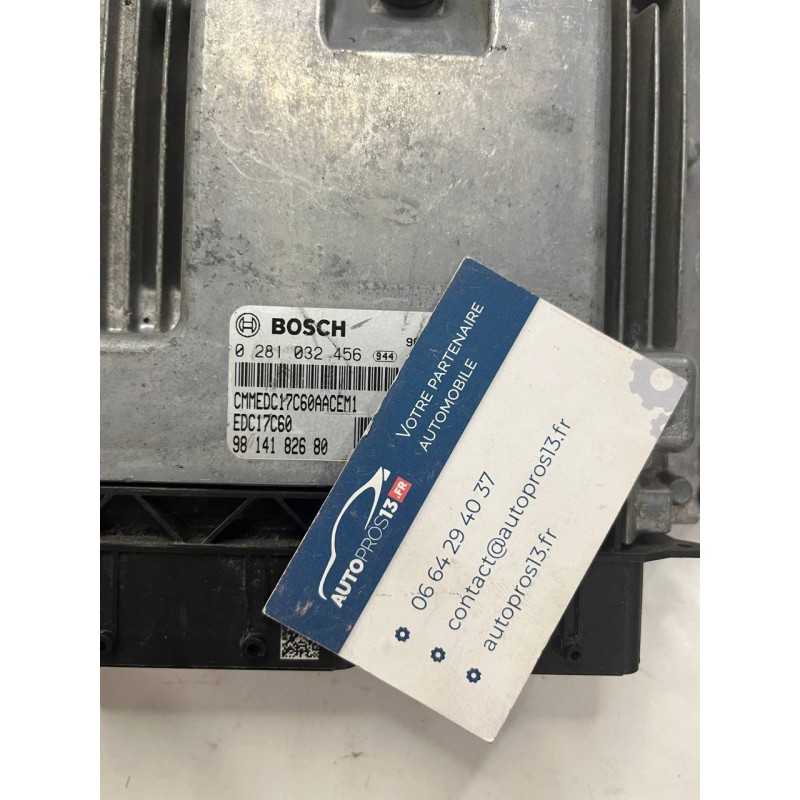 BOSCH
0 281 032 456 944
CMMEDC17C60AACEM1
EDC17C60
98 141 826 80
VOTRE PARTENAIRE
AUTOMOBILE
AUTOPROS13.FR
06 64 29 40 37
contact@autopros13.fr
autopros13.fr